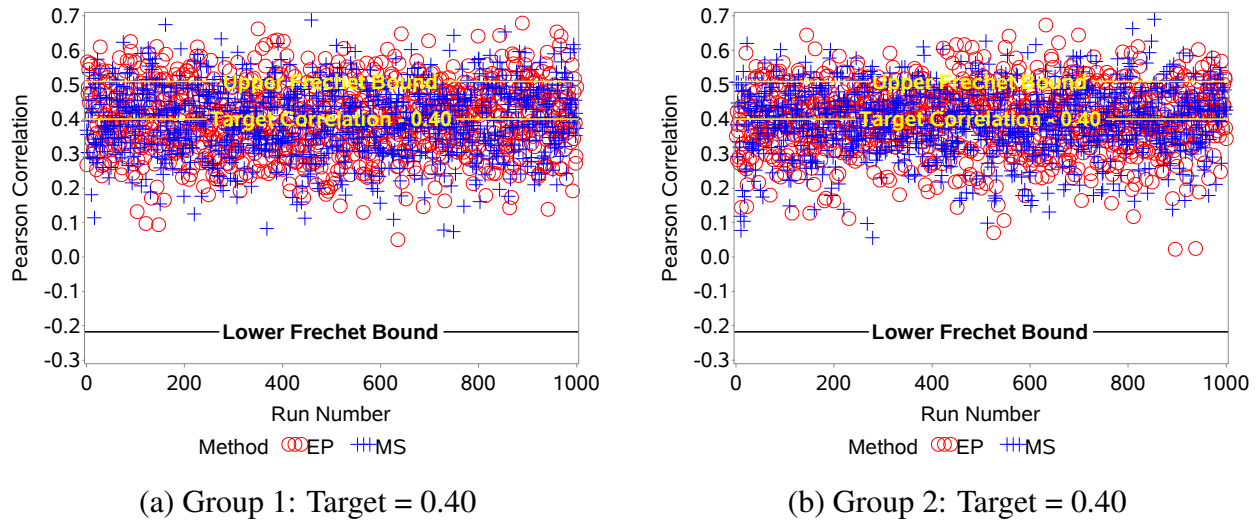 0.7
0.6
0.5
0.4
0.3
0.2
0.1
0.0
-0.1
-0.2
-0.3
Pearson Correlation
Upper Frechet Bound
Target Correlation - 0.40
Lower Frechet Bound
0 200 400 600 800 1000
Run Number
Method EP MS
(a) Group 1: Target = 0.40
0.7
0.6
0.5
0.4
0.3
0.2
0.1
0.0
-0.1
-0.2
-0.3
Pearson Correlation
Upper Frechet Bound
Target Correlation - 0.40
Lower Frechet Bound
0 200 400 600 800 1000
Run Number
Method EP MS
(b) Group 2: Target = 0.40